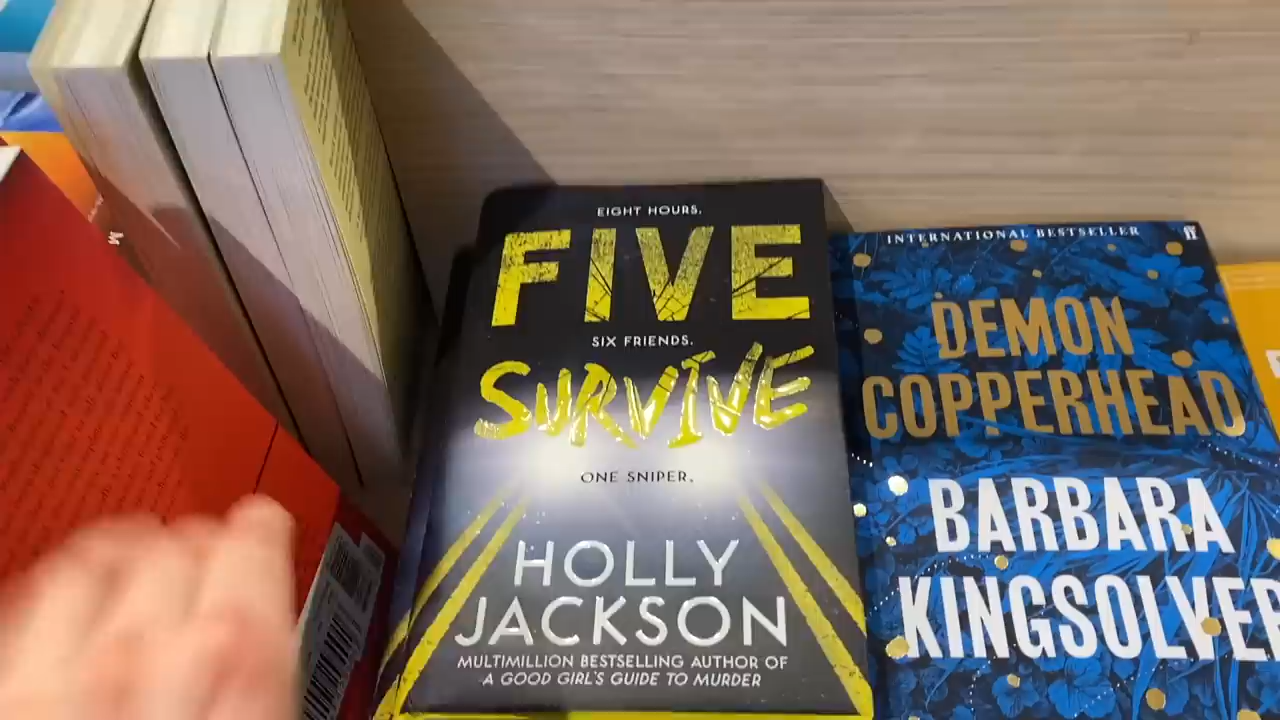 EIGHT HOURS.
FIVE
SIX FRIENDS.
SURVIVE
ONE SNIPER.
HOLLY
JACKSON
MULTIMILLION BESTSELLING AUTHOR OF
A GOOD GIRL'S GUIDE TO MURDER
INTERNATIONAL BESTSELLER
ff
DEMON
COPPERHEAD
BARBARA
KINGSOLVER